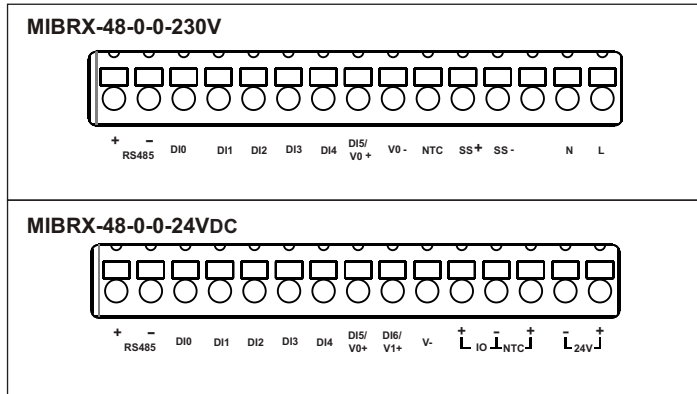 MIBRX-48-0-0-230V
+ − RS485 DI0 DI1 DI2 DI3 DI4 DI5/ V0 + V0 - NTC SS+ SS - N L
MIBRX-48-0-0-24VDC
+ − RS485 DI0 DI1 DI2 DI3 DI4 DI5/ V0+ DI6/ V1+ V- + IO − NTC + − 24V +